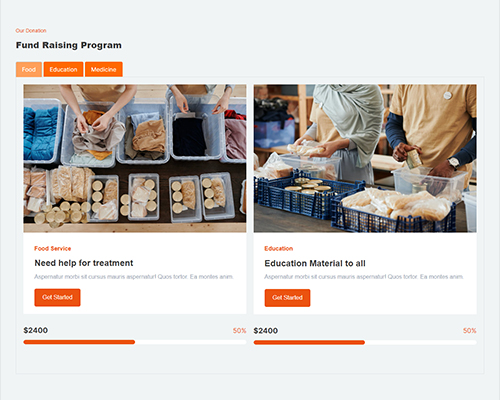 Our Donation
Fund Raising Program
Food Education Medicine
Food Service
Need help for treatment
Aspernatur morbi sit cursus mauris aspernatur! Quos tortor. Ea montes anim.
Get Started
$2400 50%
Education
Education Material to all
Aspernatur morbi sit cursus mauris aspernatur! Quos tortor. Ea montes anim.
Get Started
$2400 50%